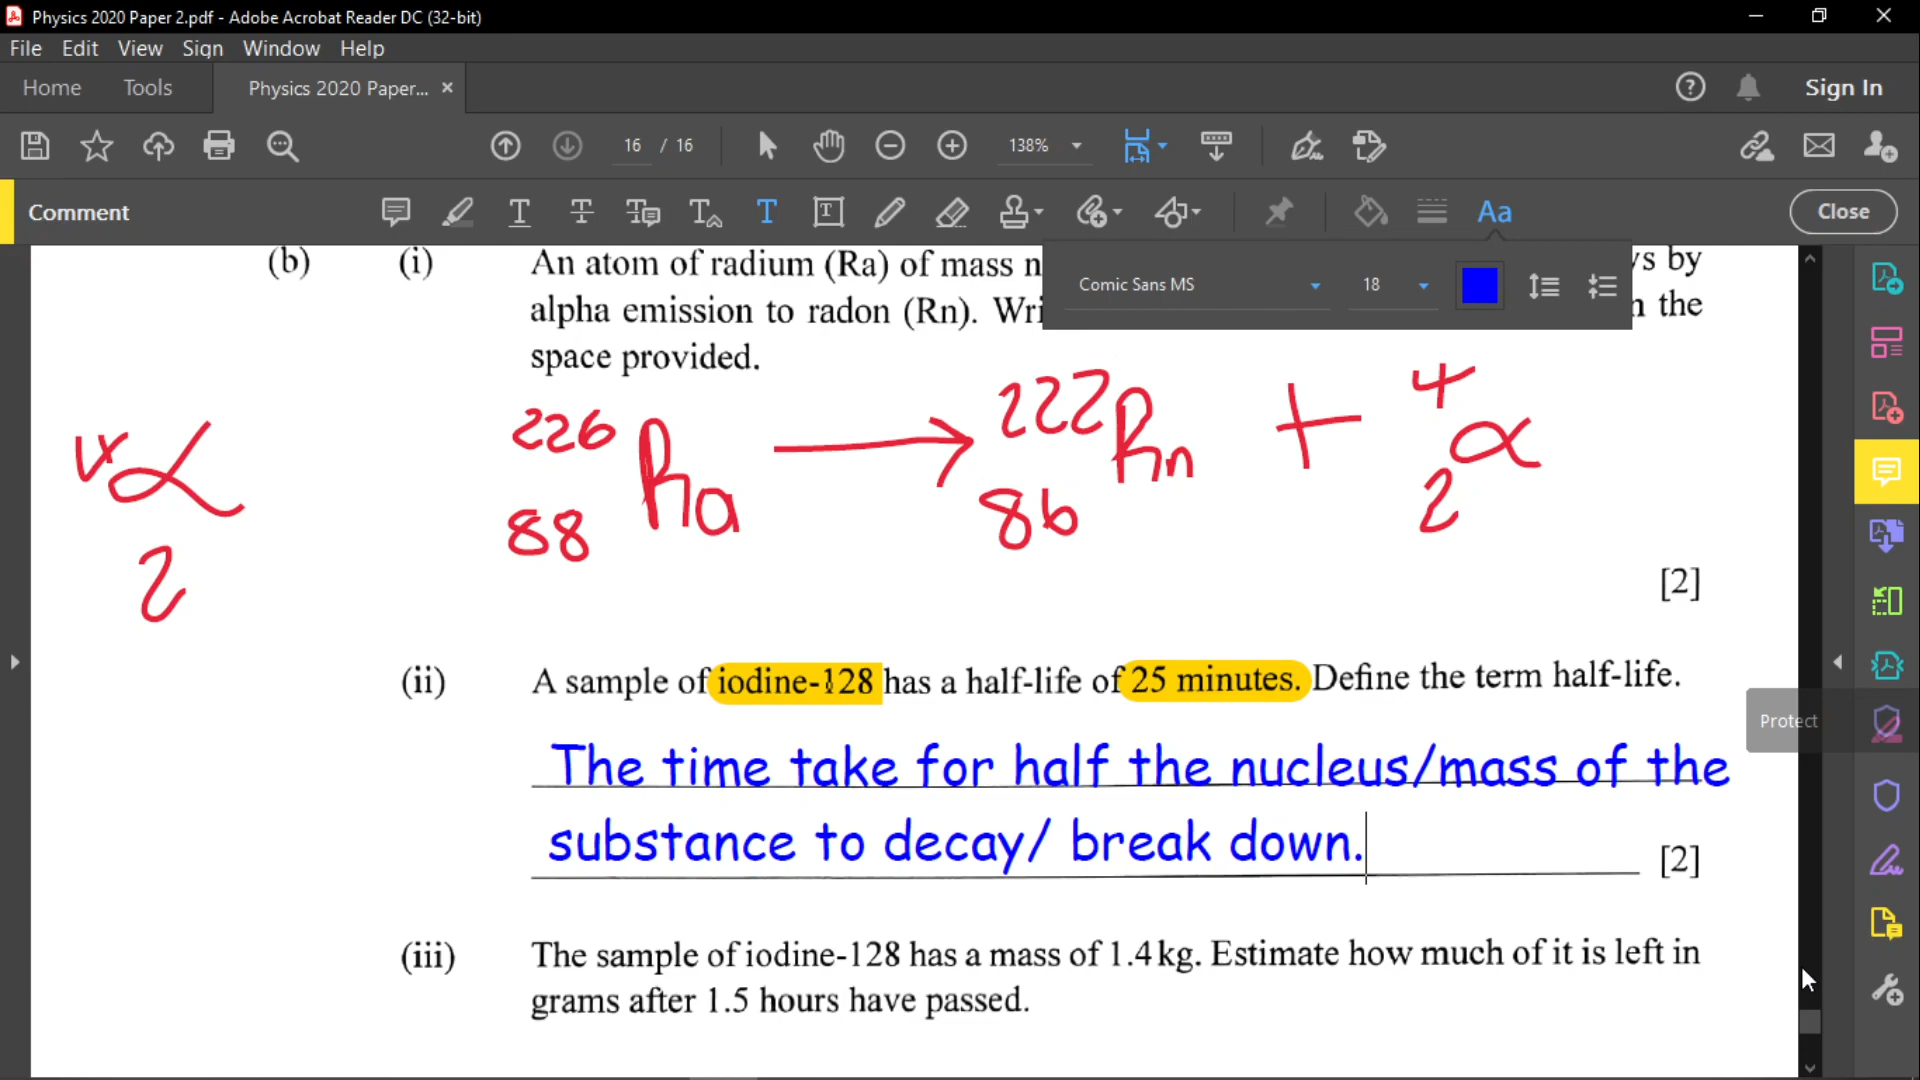 Physics 2020 Paper 2.pdf - Adobe Acrobat Reader DC (32-bit)
File Edit View Sign Window Help
Home Tools Physics 2020 Paper... × Sign In
16 / 16 138%
Comment Close
Comic Sans MS 18
(b) (i) An atom of radium (Ra) of mass n ys by
alpha emission to radon (Rn). Wri n the
space provided.
4 α 2
226 88 Ra → 222 86 Rn + 4 2 α
[2]
(ii) A sample of iodine-128 has a half-life of 25 minutes. Define the term half-life.
Protect
The time take for half the nucleus/mass of the
substance to decay/ break down.
[2]
(iii) The sample of iodine-128 has a mass of 1.4 kg. Estimate how much of it is left in
grams after 1.5 hours have passed.